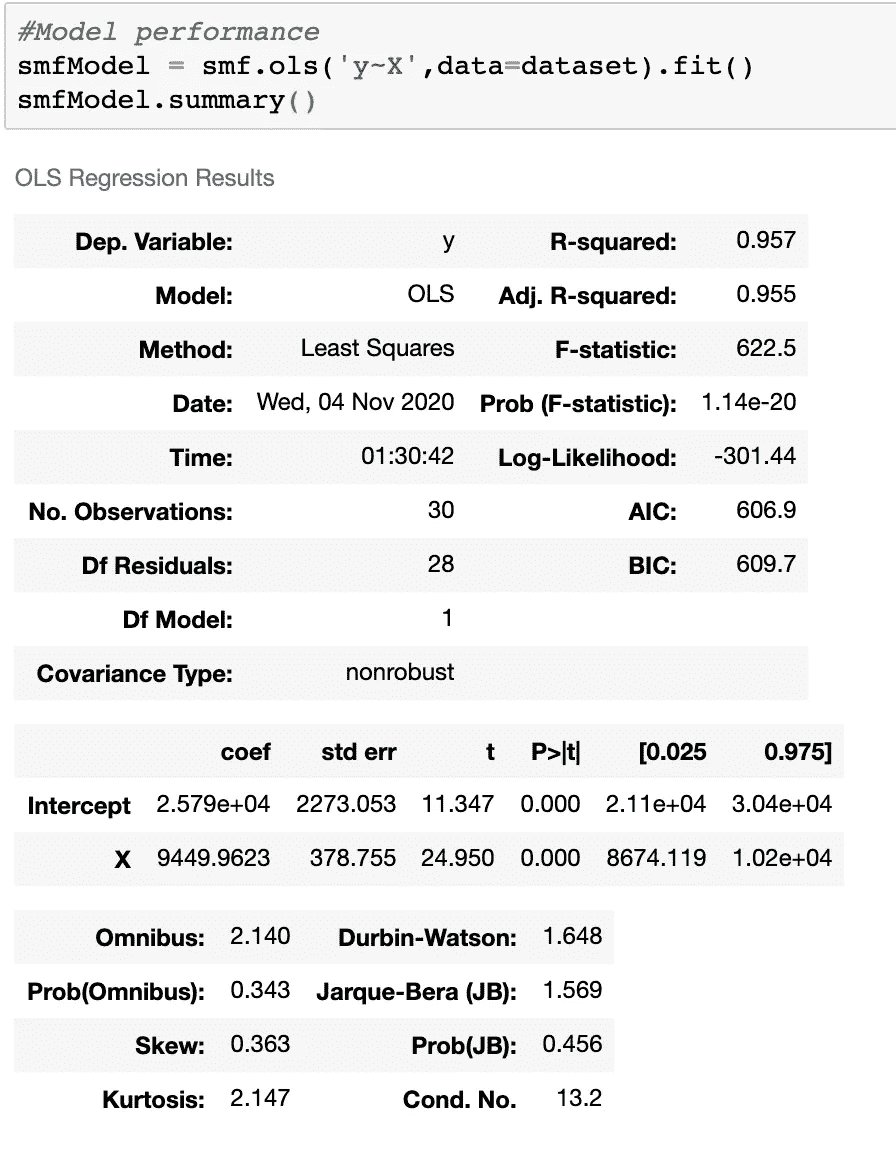 #Model performance
smfModel = smf.ols('y~X',data=dataset).fit()
smfModel.summary()
OLS Regression Results
Dep. Variable: y R-squared: 0.957
Model: OLS Adj. R-squared: 0.955
Method: Least Squares F-statistic: 622.5
Date: Wed, 04 Nov 2020 Prob (F-statistic): 1.14e-20
Time: 01:30:42 Log-Likelihood: -301.44
No. Observations: 30 AIC: 606.9
Df Residuals: 28 BIC: 609.7
Df Model: 1
Covariance Type: nonrobust
coef std err t P>|t| [0.025 0.975]
Intercept 2.579e+04 2273.053 11.347 0.000 2.11e+04 3.04e+04
X 9449.9623 378.755 24.950 0.000 8674.119 1.02e+04
Omnibus: 2.140 Durbin-Watson: 1.648
Prob(Omnibus): 0.343 Jarque-Bera (JB): 1.569
Skew: 0.363 Prob(JB): 0.456
Kurtosis: 2.147 Cond. No. 13.2